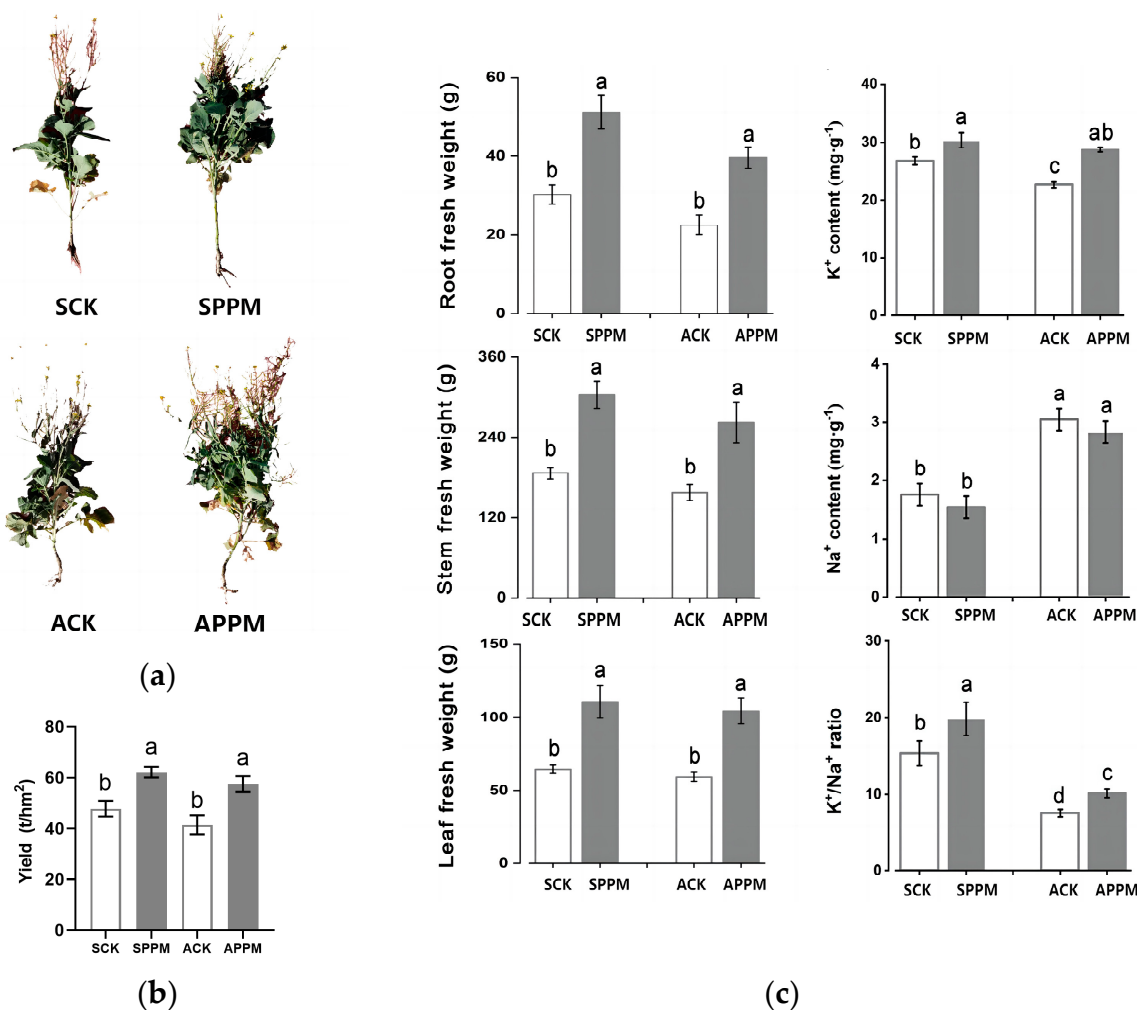 SCK SPPM
ACK APPM
(a)
Yield (t/hm²)
80
60
40
20
0
b a b a
SCK SPPM ACK APPM
(b)
Root fresh weight (g)
60
40
20
0
b a b a
SCK SPPM ACK APPM
Stem fresh weight (g)
360
240
120
0
b a b a
SCK SPPM ACK APPM
Leaf fresh weight (g)
150
100
50
0
b a b a
SCK SPPM ACK APPM
K⁺ content (mg·g⁻¹)
40
30
20
10
0
b a c ab
SCK SPPM ACK APPM
Na⁺ content (mg·g⁻¹)
4
3
2
1
0
b b a a
SCK SPPM ACK APPM
K⁺/Na⁺ ratio
30
20
10
0
b a d c
SCK SPPM ACK APPM
(c)